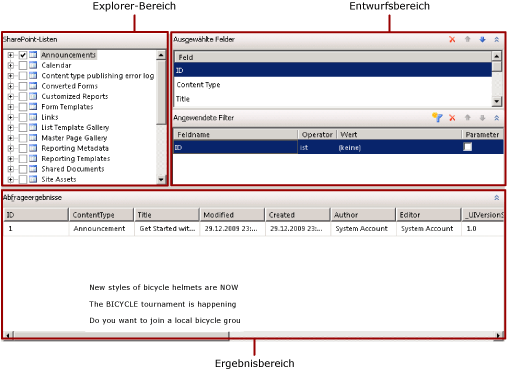 Explorer-Bereich
Entwurfsbereich
SharePoint-Listen
Announcements
Calendar
Content type publishing error log
Converted Forms
Customized Reports
Form Templates
Links
List Template Gallery
Master Page Gallery
Reporting Metadata
Reporting Templates
Shared Documents
Site Assets
Ausgewählte Felder
Feld
ID
Content Type
Title
Angewendete Filter
Feldname Operator Wert Parameter
ID ist (keine)
Abfrageergebnisse
ID ContentType Title Modified Created Author Editor _UIVersionS
1 Announcement Get Started wit... 29.12.2009 23:... 29.12.2009 23:... System Account System Account 1.0
New styles of bicycle helmets are NOW
The BICYCLE tournament is happening
Do you want to join a local bicycle grou
Ergebnisbereich